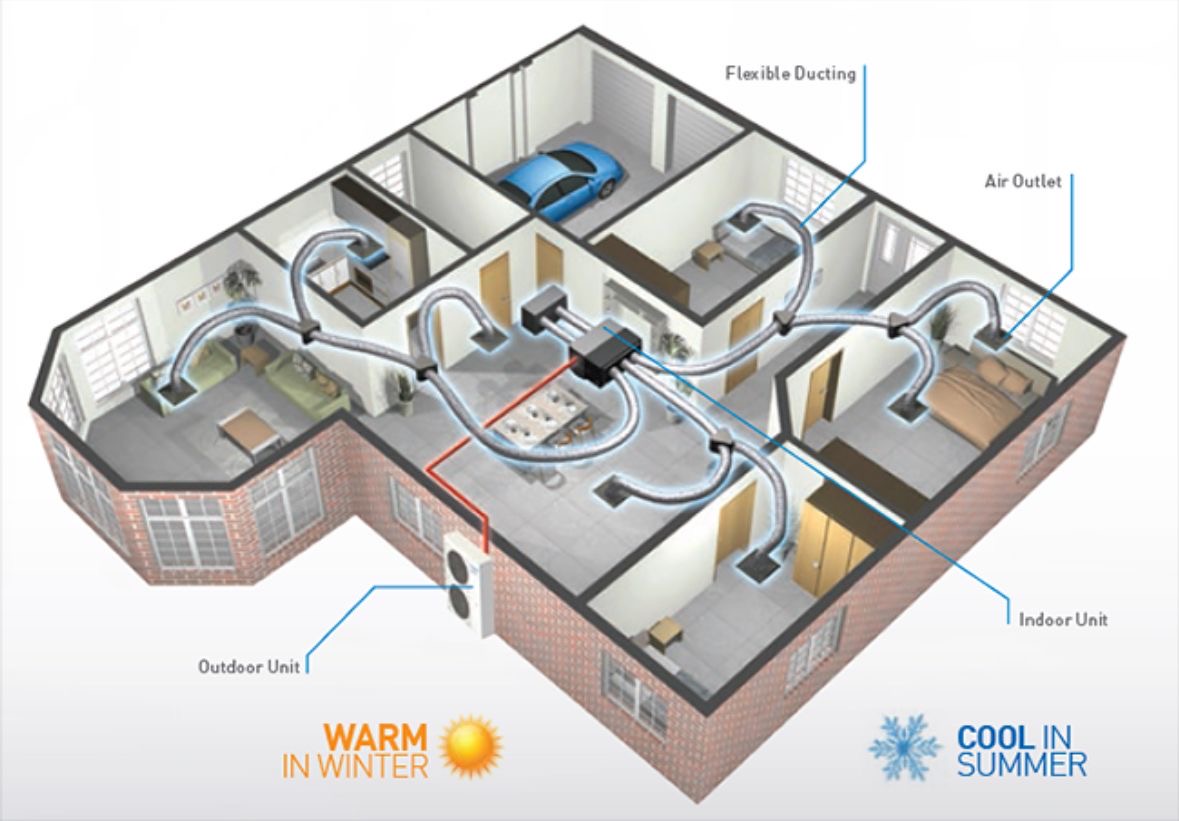 Flexible Ducting
Air Outlet
Indoor Unit
Outdoor Unit
WARM
IN WINTER
COOL IN
SUMMER